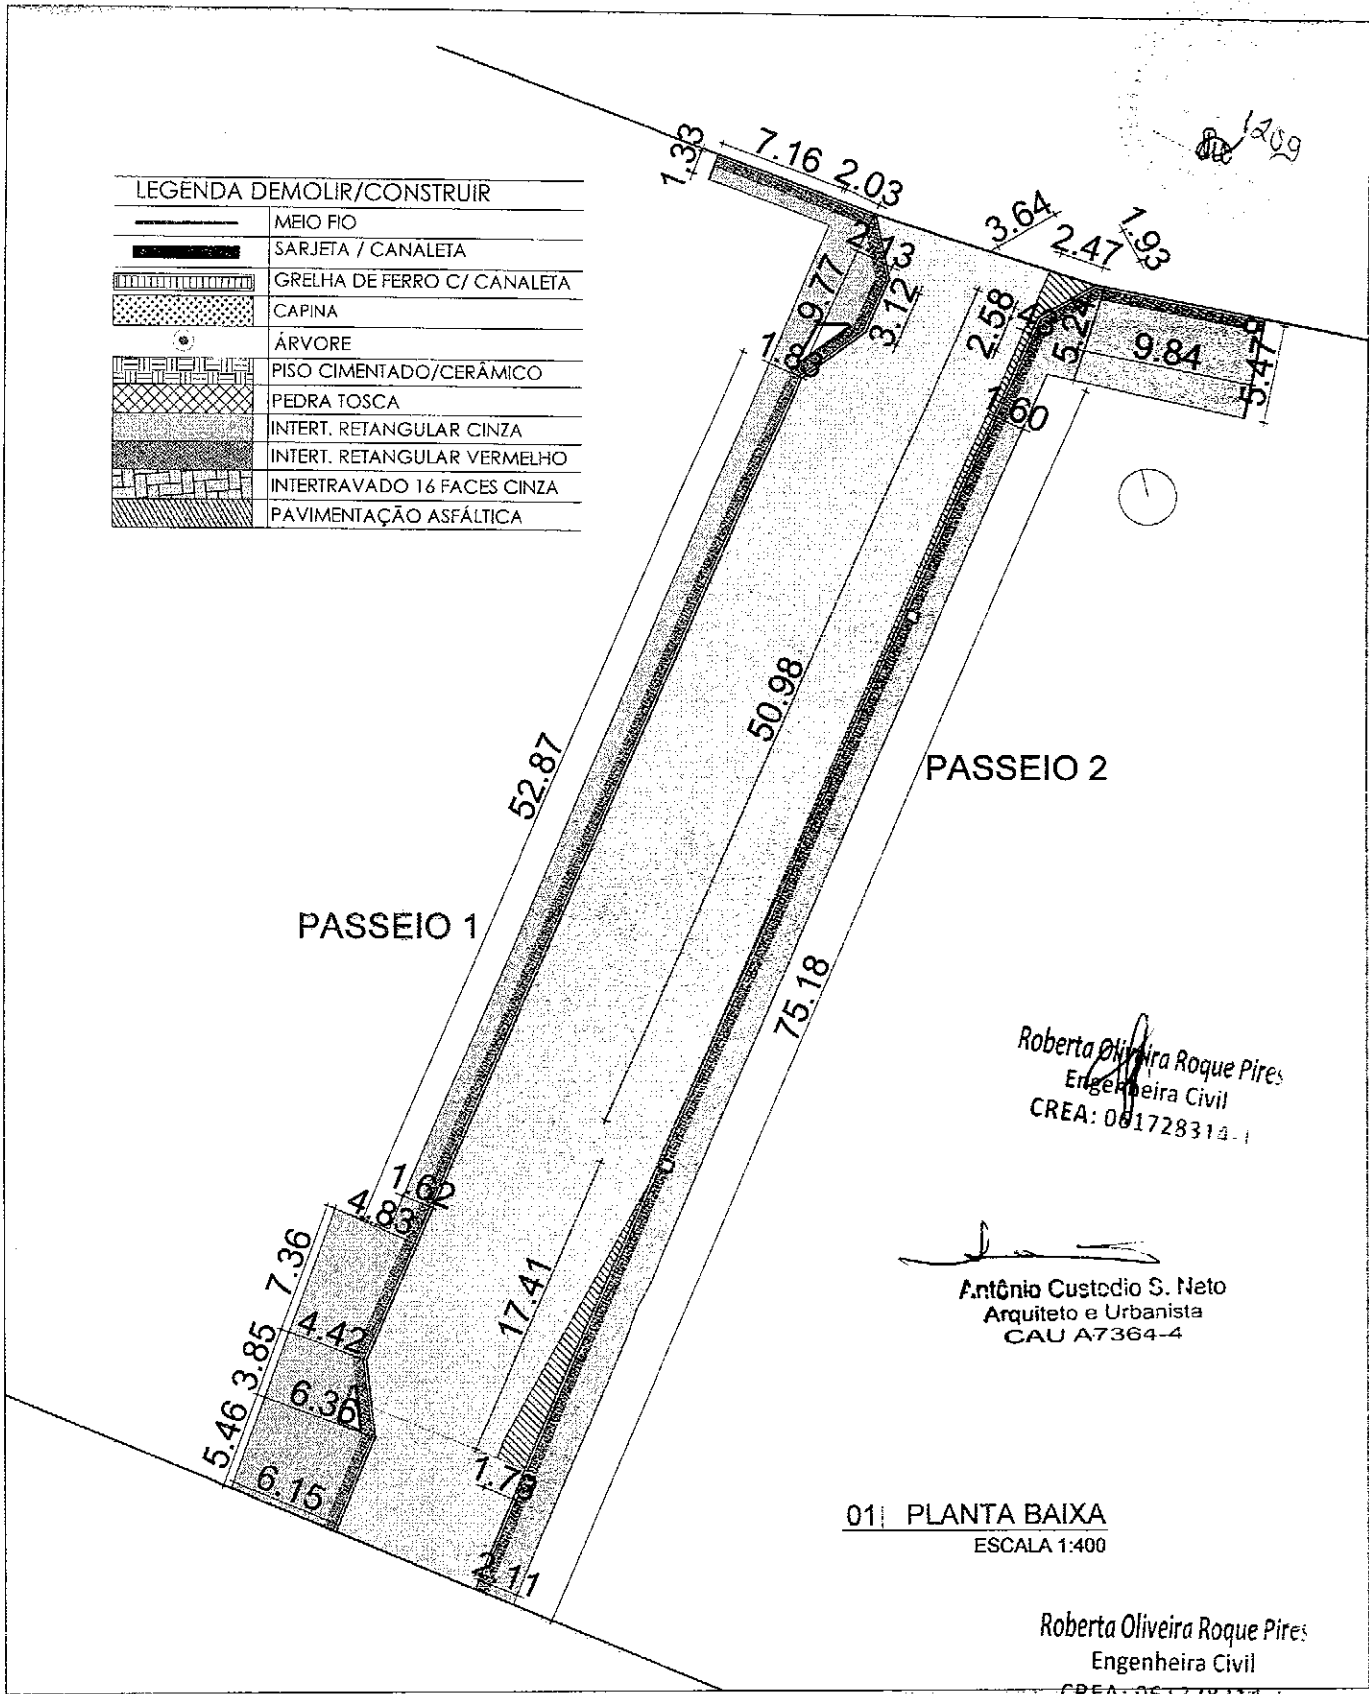 1209
7.16
2.03
1.33
3.64
2.47
1.93
LEGENDA DEMOLIR/CONSTRUIR
MEIO FIO
SARJETA / CANALETA
GRELHA DE FERRO C/ CANALETA
CAPINA
ÁRVORE
PISO CIMENTADO/CERÂMICO
PEDRA TOSCA
INTERT. RETANGULAR CINZA
INTERT. RETANGULAR VERMELHO
INTERTRAVADO 16 FACES CINZA
PAVIMENTAÇÃO ASFÁLTICA
2.13
9.77
3.12
2.58
5.24
9.84
5.47
1.60
50.98
52.87
PASSEIO 2
PASSEIO 1
75.18
Roberta Oliveira Roque Pires
Engenheira Civil
CREA:
1.62
4.83
7.36
17.41
4.42
3.85
6.36
5.46
6.15
2.11
Antônio Custodio S. Neto
Arquiteto e Urbanista
CAU A7364-4
01| PLANTA BAIXA
ESCALA 1:400
Roberta Oliveira Roque Pires
Engenheira Civil